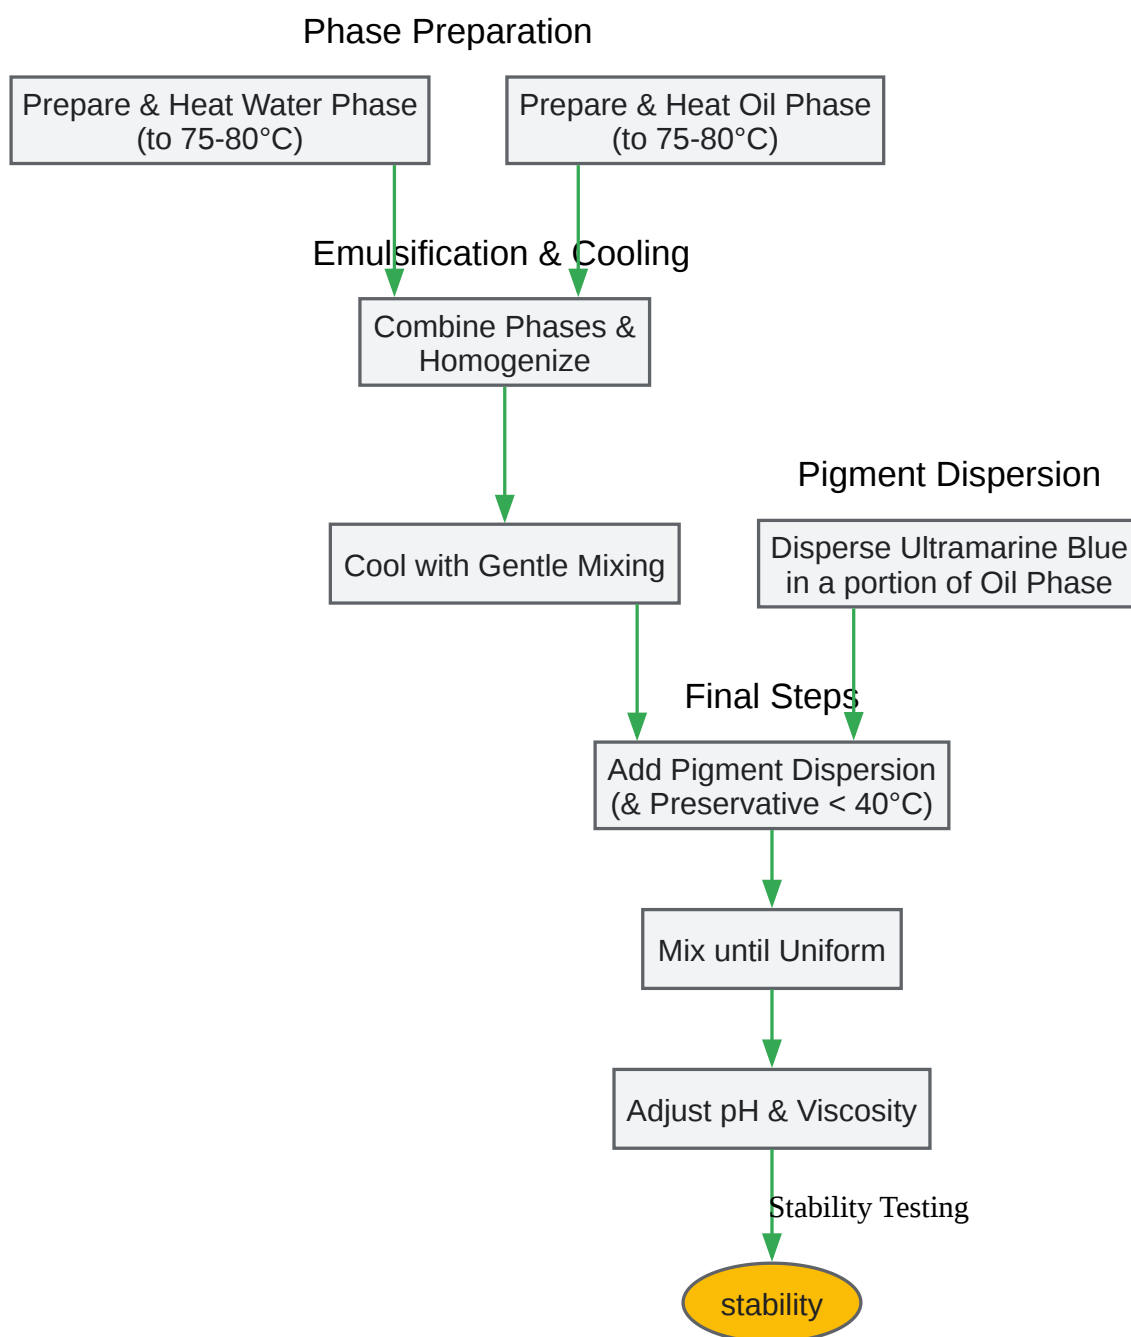 Phase Preparation
Prepare & Heat Water Phase
(to 75-80°C)
Prepare & Heat Oil Phase
(to 75-80°C)
Emulsification & Cooling
Combine Phases &
Homogenize
Pigment Dispersion
Cool with Gentle Mixing
Disperse Ultramarine Blue
in a portion of Oil Phase
Final Steps
Add Pigment Dispersion
(& Preservative < 40°C)
Mix until Uniform
Adjust pH & Viscosity
Stability Testing
stability